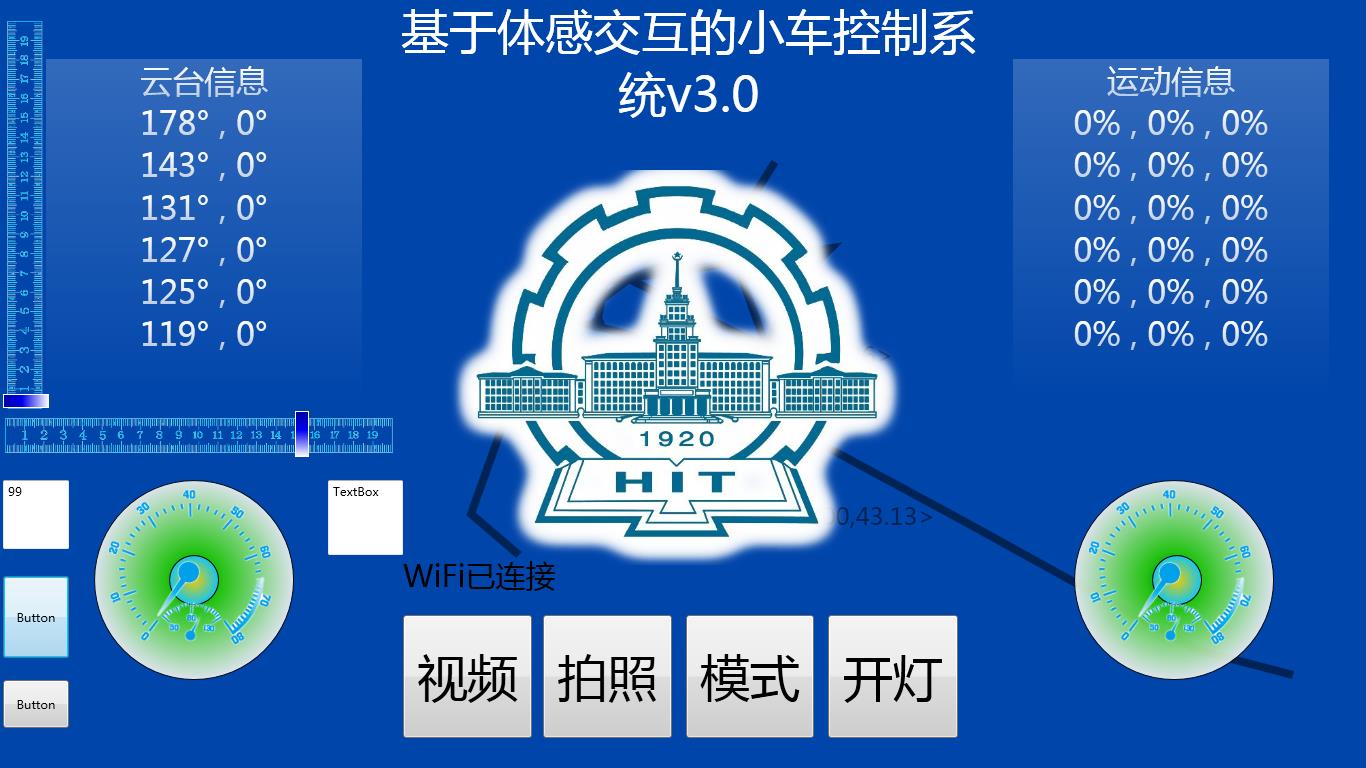 基于体感交互的小车控制系
统v3.0
云台信息
178° , 0°
143° , 0°
131° , 0°
127° , 0°
125° , 0°
119° , 0°
运动信息
0% , 0% , 0%
0% , 0% , 0%
0% , 0% , 0%
0% , 0% , 0%
0% , 0% , 0%
0% , 0% , 0%
19
18
17
16
15
14
13
12
11
10
9
8
7
6
5
4
3
2
1
1 2 3 4 5 6 7 8 9 10 11 12 13 14 16 17 18 19
1920
HIT
0,43.13>
WiFi已连接
99
TextBox
Button
Button
0 10 20 30 40 50 60 70 80
30 80 130
0 10 20 30 40 50 60 70 80
30 80 130
视频
拍照
模式
开灯